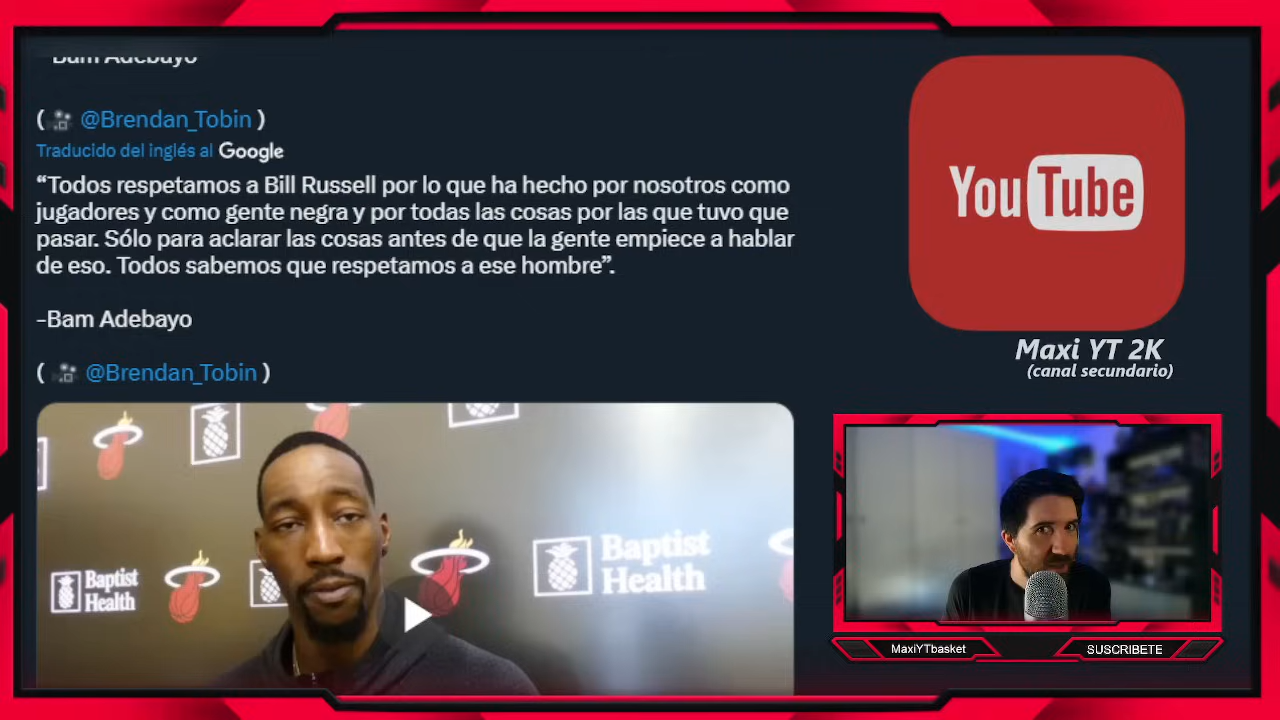 Bam Adebayo
( @Brendan_Tobin )
Traducido del inglés al Google
“Todos respetamos a Bill Russell por lo que ha hecho por nosotros como
jugadores y como gente negra y por todas las cosas por las que tuvo que
pasar. Sólo para aclarar las cosas antes de que la gente empiece a hablar
de eso. Todos sabemos que respetamos a ese hombre”.
-Bam Adebayo
( @Brendan_Tobin )
YouTube
Maxi YT 2K
(canal secundario)
Baptist
Health
Baptist
Health
MaxiYTbasket
SUSCRIBETE